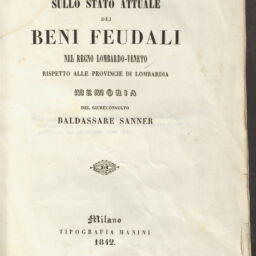 SULLO STATO ATTUALE
DEI
BENI FEUDALI
NEL REGNO LOMBARDO-VENETO
RISPETTO ALLE PROVINCIE DI LOMBARDIA
MEMORIA
DEL GIURECONSULTO
BALDASSARE SANNER
Milano
TIPOGRAFIA MANINI
1842.